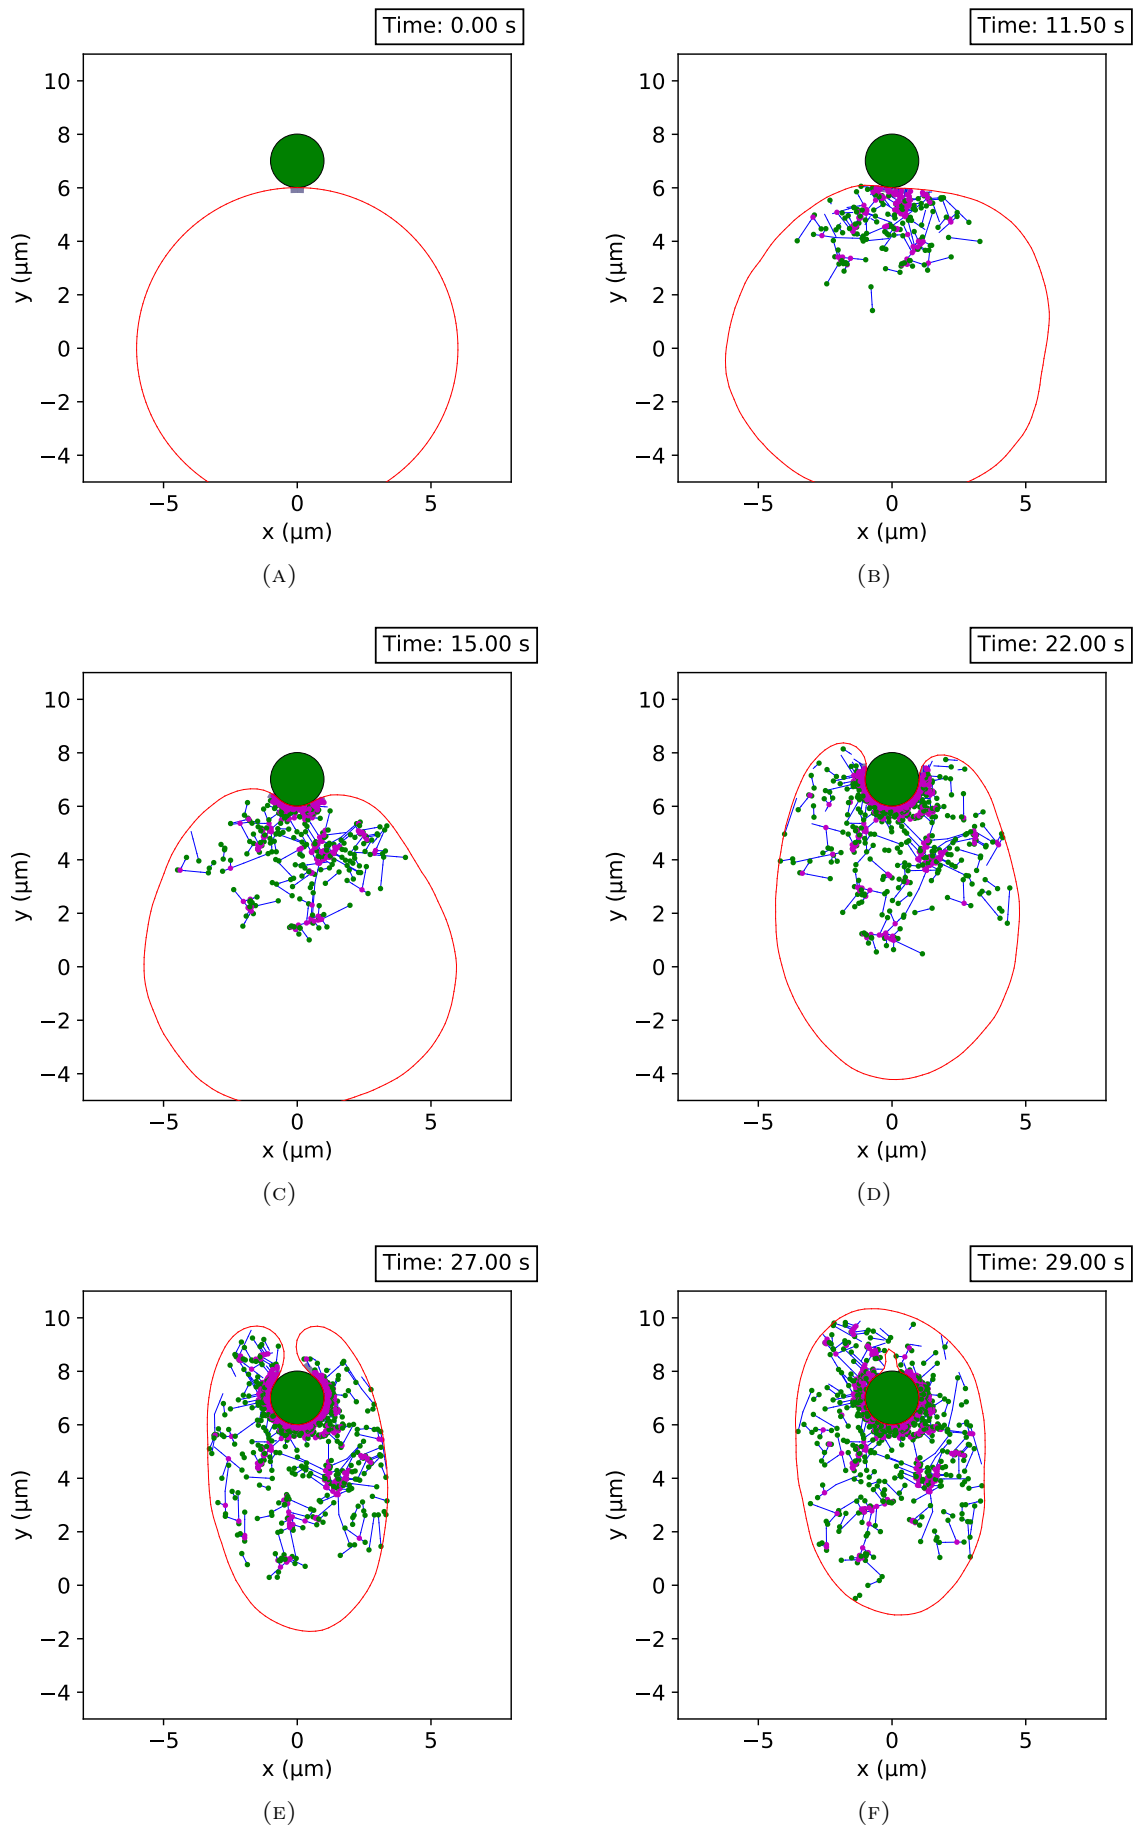 Time: 0.00 s
10
8
6
4
2
0
−2
−4
y (μm)
−5 0 5
x (μm)
(A)
Time: 11.50 s
10
8
6
4
2
0
−2
−4
y (μm)
−5 0 5
x (μm)
(B)
Time: 15.00 s
10
8
6
4
2
0
−2
−4
y (μm)
−5 0 5
x (μm)
(C)
Time: 22.00 s
10
8
6
4
2
0
−2
−4
y (μm)
−5 0 5
x (μm)
(D)
Time: 27.00 s
10
8
6
4
2
0
−2
−4
y (μm)
−5 0 5
x (μm)
(E)
Time: 29.00 s
10
8
6
4
2
0
−2
−4
y (μm)
−5 0 5
x (μm)
(F)